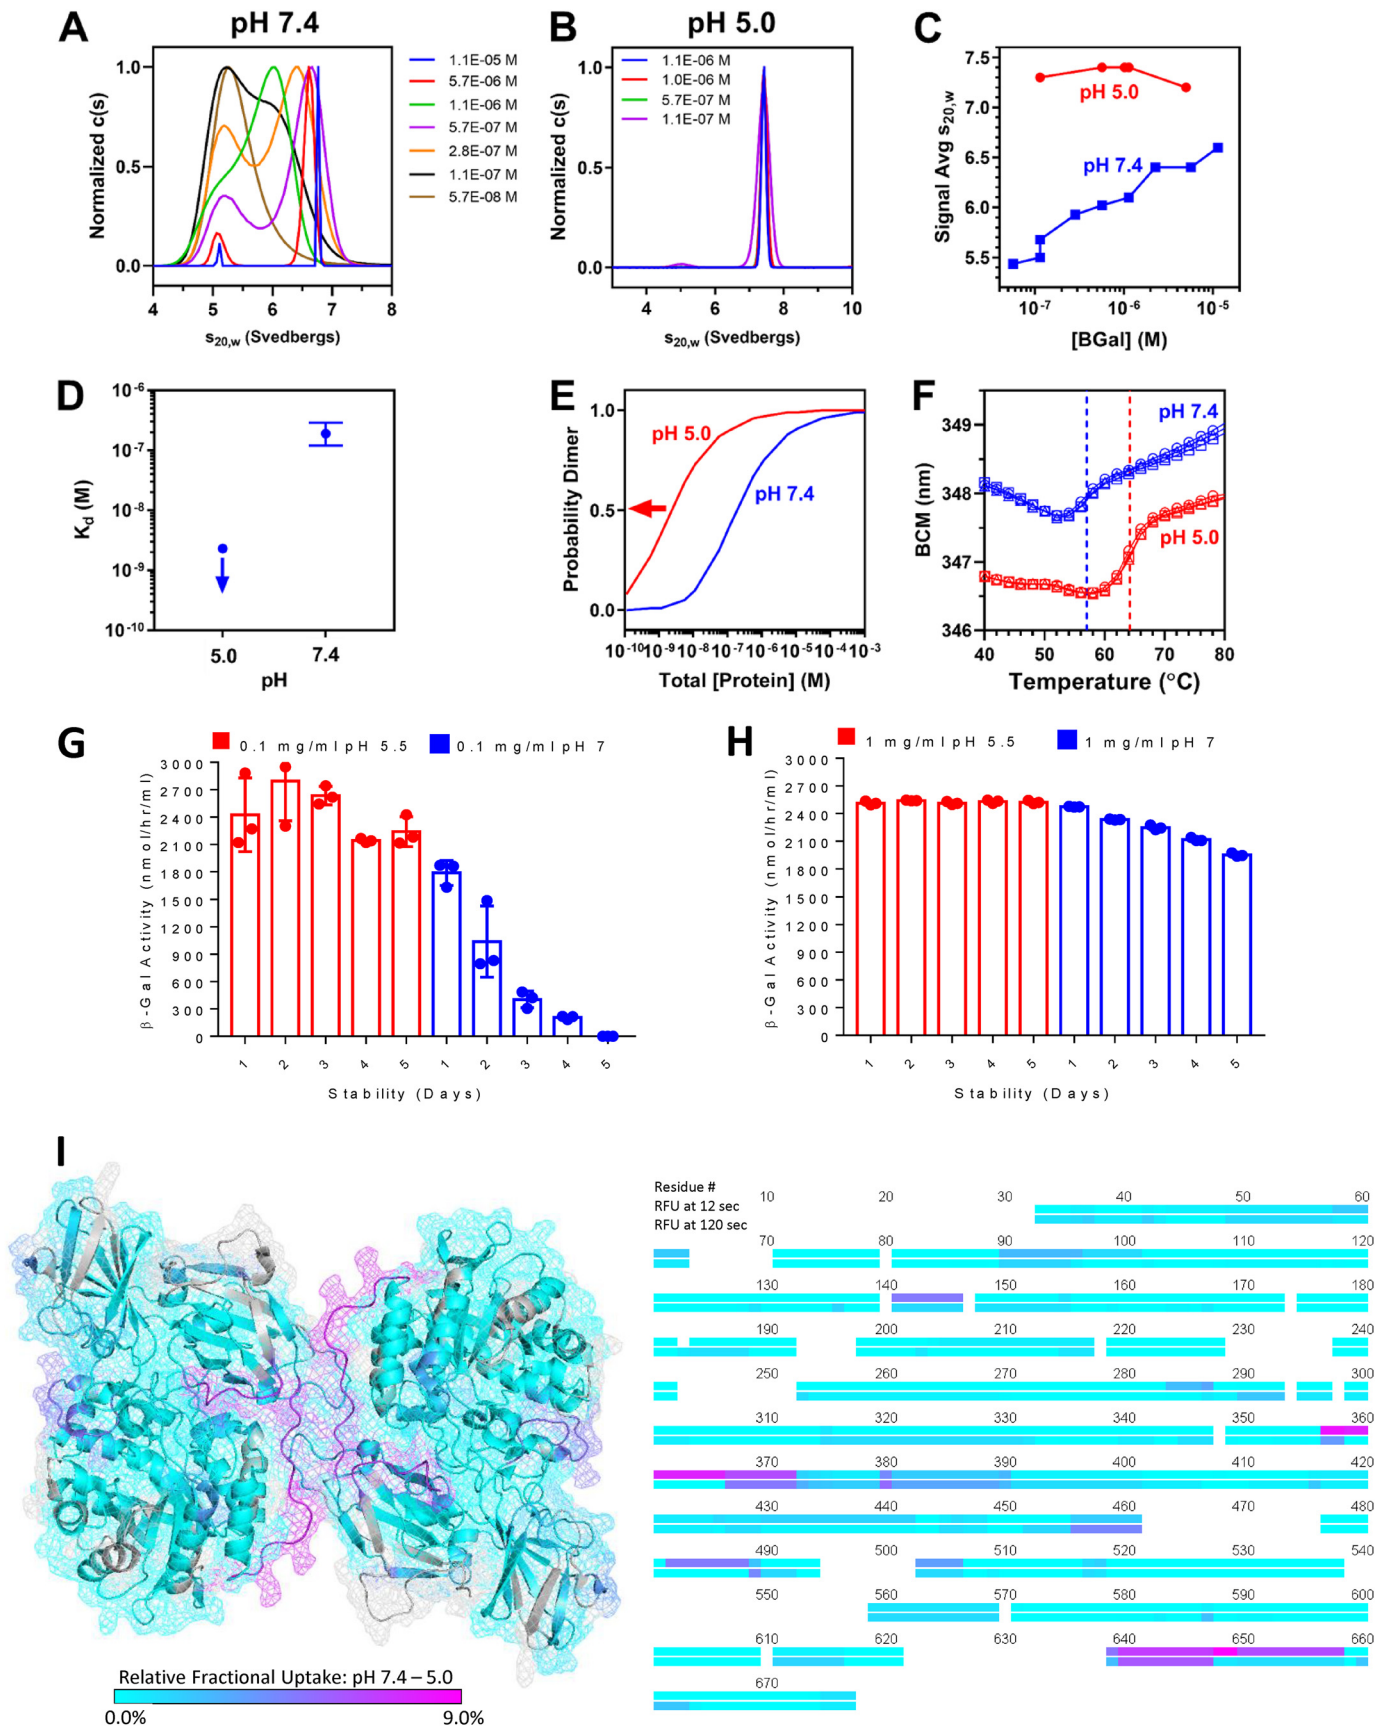 A
pH 7.4
1.0
0.5
0.0
Normalized c(s)
4
5
6
7
8
s20,w (Svedbergs)
1.1E-05 M
5.7E-06 M
1.1E-06 M
5.7E-07 M
2.8E-07 M
1.1E-07 M
5.7E-08 M
B
pH 5.0
1.0
0.5
0.0
Normalized c(s)
1.1E-06 M
1.0E-06 M
5.7E-07 M
1.1E-07 M
4
6
8
10
s20,w (Svedbergs)
C
7.5
7.0
6.5
6.0
5.5
Signal Avg s20,w
pH 5.0
pH 7.4
10-7
10-6
10-5
[BGal] (M)
D
10-6
10-7
10-8
10-9
10-10
Kd (M)
5.0
7.4
pH
E
1.0
0.5
0.0
Probability Dimer
pH 5.0
pH 7.4
10-10 10-9 10-8 10-7 10-6 10-5 10-4 10-3
Total [Protein] (M)
F
349
348
347
346
BCM (nm)
pH 7.4
pH 5.0
40
50
60
70
80
Temperature (°C)
G
0.1 mg/ml pH 5.5
0.1 mg/ml pH 7
3000
2700
2400
2100
1800
1500
1200
900
600
300
0
β-Gal Activity (nmol/hr/ml)
1 2 3 4 5 1 2 3 4 5
Stability (Days)
H
1 mg/ml pH 5.5
1 mg/ml pH 7
3000
2700
2400
2100
1800
1500
1200
900
600
300
0
β-Gal Activity (nmol/hr/ml)
1 2 3 4 5 1 2 3 4 5
Stability (Days)
I
Relative Fractional Uptake: pH 7.4 – 5.0
0.0%
9.0%
Residue #
RFU at 12 sec
RFU at 120 sec
10 20 30 40 50 60
70 80 90 100 110 120
130 140 150 160 170 180
190 200 210 220 230 240
250 260 270 280 290 300
310 320 330 340 350 360
370 380 390 400 410 420
430 440 450 460 470 480
490 500 510 520 530 540
550 560 570 580 590 600
610 620 630 640 650 660
670